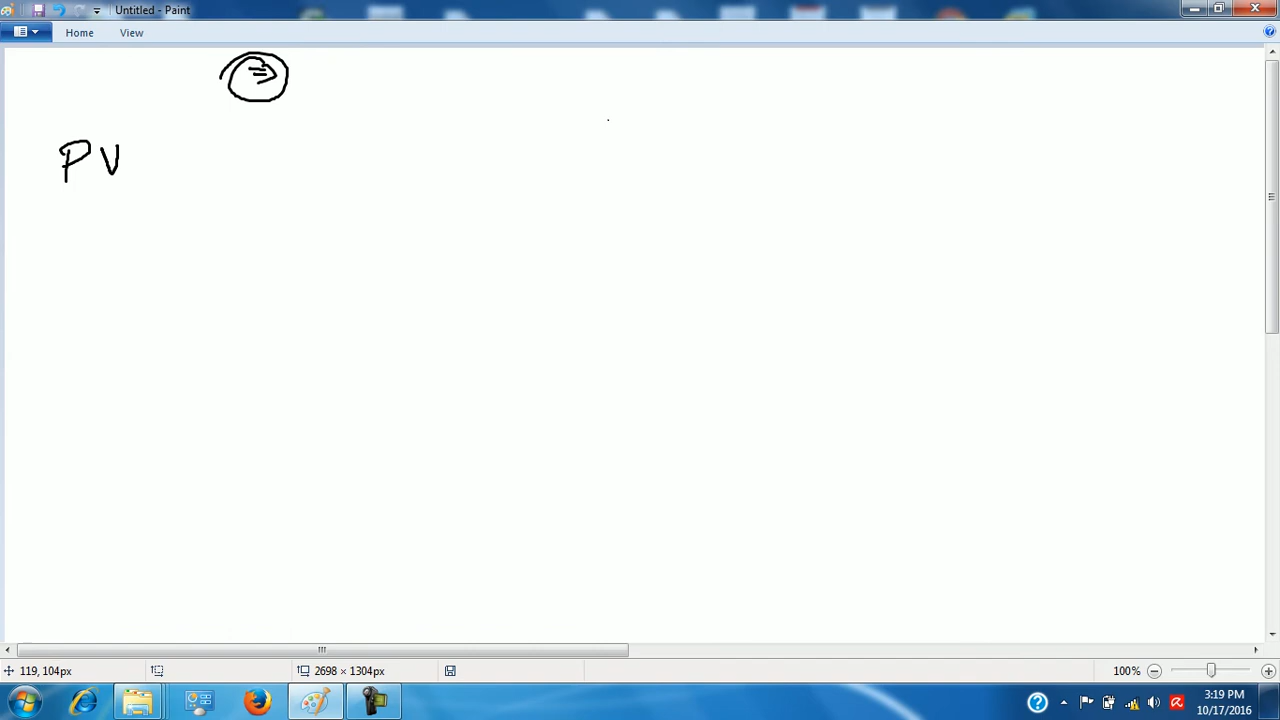 Untitled - Paint
Home View
PV
119, 104px 2698 × 1304px 100%
3:19 PM
10/17/2016